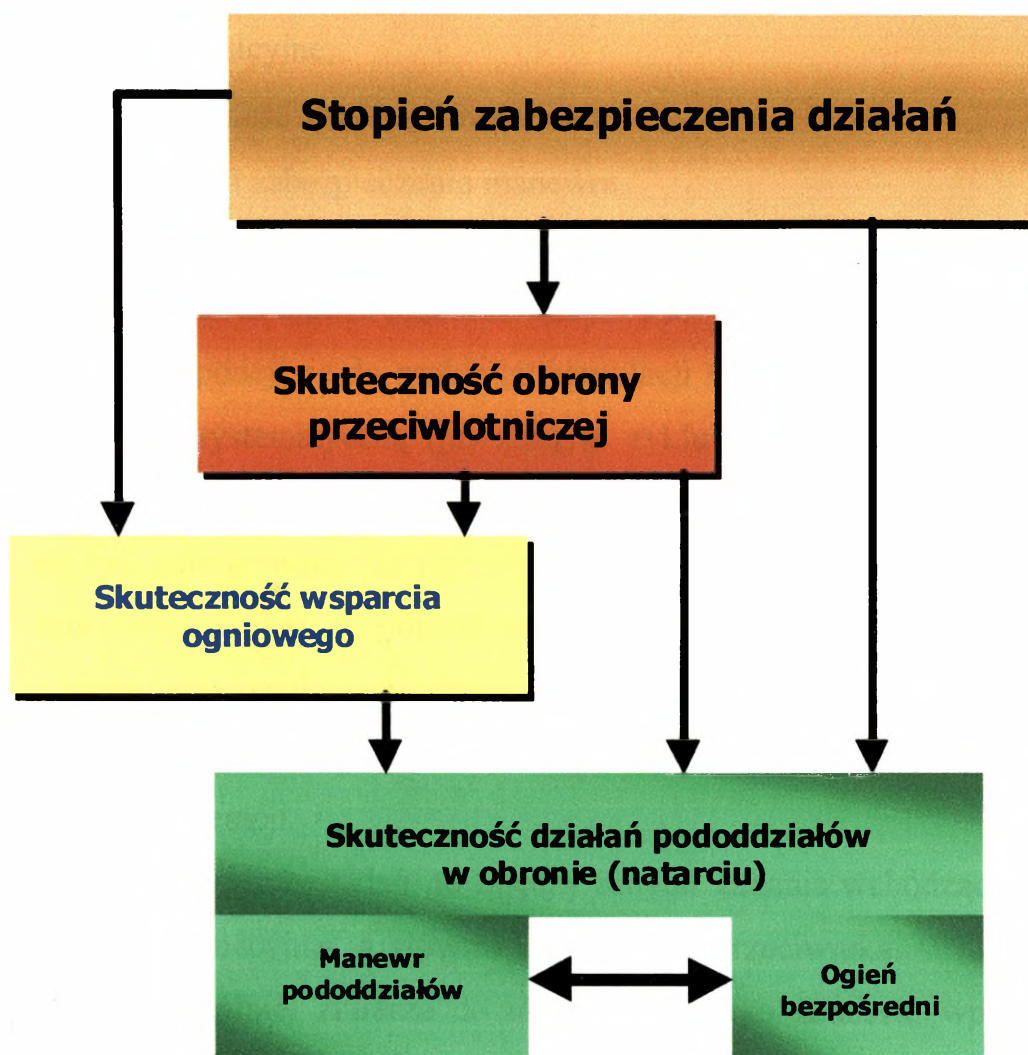 Stopień zabezpieczenia działań
Skuteczność obrony
przeciwlotniczej
Skuteczność wsparcia
ogniowego
Skuteczność działań pododdziałów
w obronie (natarciu)
Manewr
pododdziałów
Ogień
bezpośredni